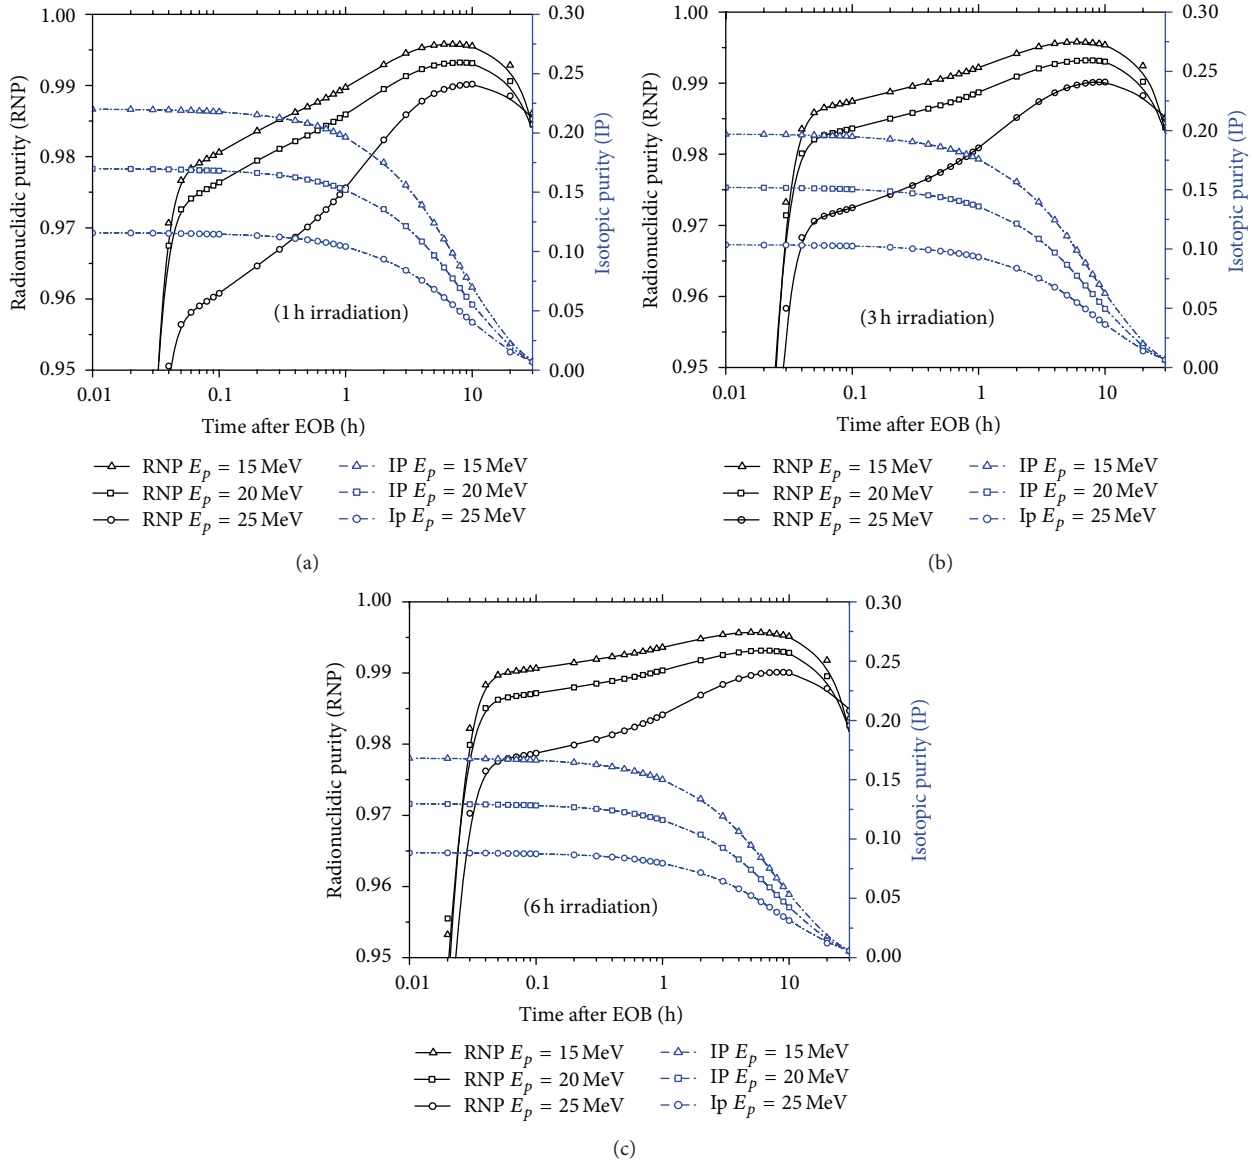 1.00
0.99
0.98
0.97
0.96
0.95
Radionuclidic purity (RNP)
0.30
0.25
0.20
0.15
0.10
0.05
0.00
Isotopic purity (IP)
(1 h irradiation)
0.01
0.1
1
10
Time after EOB (h)
RNP E_p = 15 MeV
RNP E_p = 20 MeV
RNP E_p = 25 MeV
IP E_p = 15 MeV
IP E_p = 20 MeV
Ip E_p = 25 MeV
(a)
1.00
0.99
0.98
0.97
0.96
0.95
Radionuclidic purity (RNP)
0.30
0.25
0.20
0.15
0.10
0.05
0.00
Isotopic purity (IP)
(3 h irradiation)
0.01
0.1
1
10
Time after EOB (h)
RNP E_p = 15 MeV
RNP E_p = 20 MeV
RNP E_p = 25 MeV
IP E_p = 15 MeV
IP E_p = 20 MeV
Ip E_p = 25 MeV
(b)
1.00
0.99
0.98
0.97
0.96
0.95
Radionuclidic purity (RNP)
0.30
0.25
0.20
0.15
0.10
0.05
0.00
Isotopic purity (IP)
(6 h irradiation)
0.01
0.1
1
10
Time after EOB (h)
RNP E_p = 15 MeV
RNP E_p = 20 MeV
RNP E_p = 25 MeV
IP E_p = 15 MeV
IP E_p = 20 MeV
Ip E_p = 25 MeV
(c)